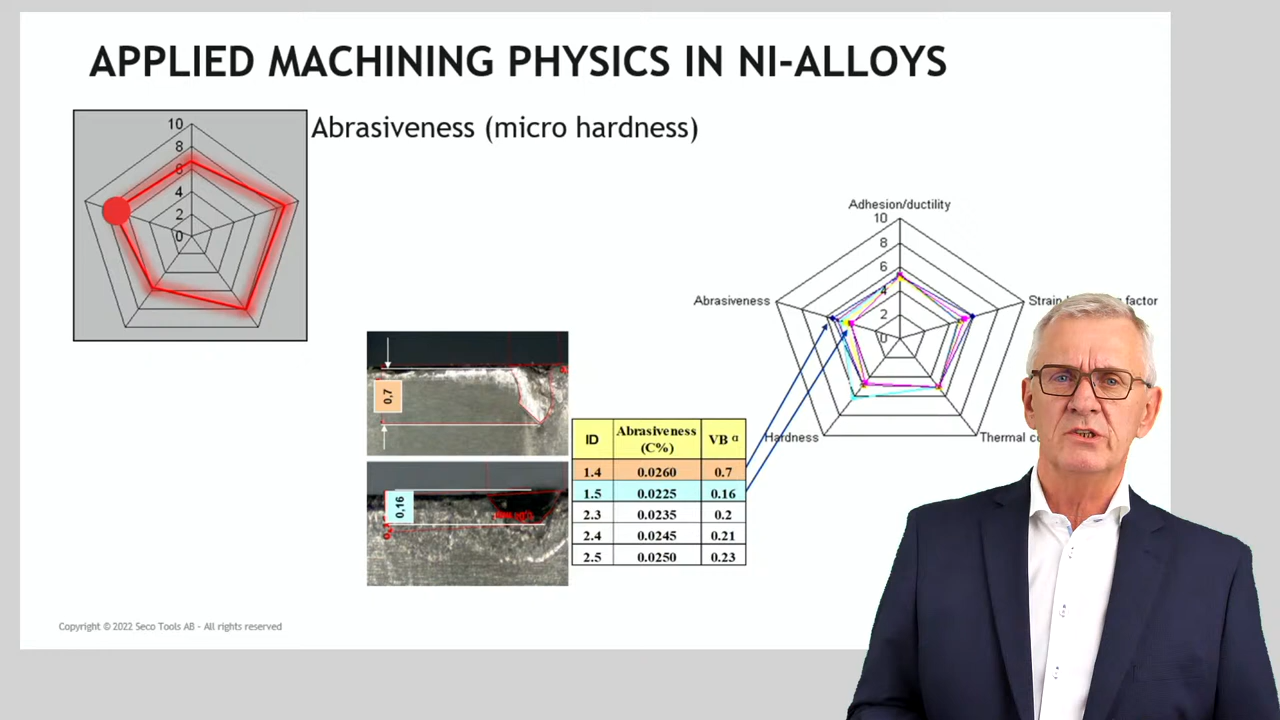 APPLIED MACHINING PHYSICS IN NI-ALLOYS
Abrasiveness (micro hardness)
10
8
6
4
2
0
Adhesion/ductility
10
8
6
4
2
0
Abrasiveness
Strain
factor
Hardness
Thermal
0,7
0,16
ID Abrasiveness (C%) VB α
1.4 0.0260 0.7
1.5 0.0225 0.16
2.3 0.0235 0.2
2.4 0.0245 0.21
2.5 0.0250 0.23
Copyright © 2022 Seco Tools AB - All rights reserved